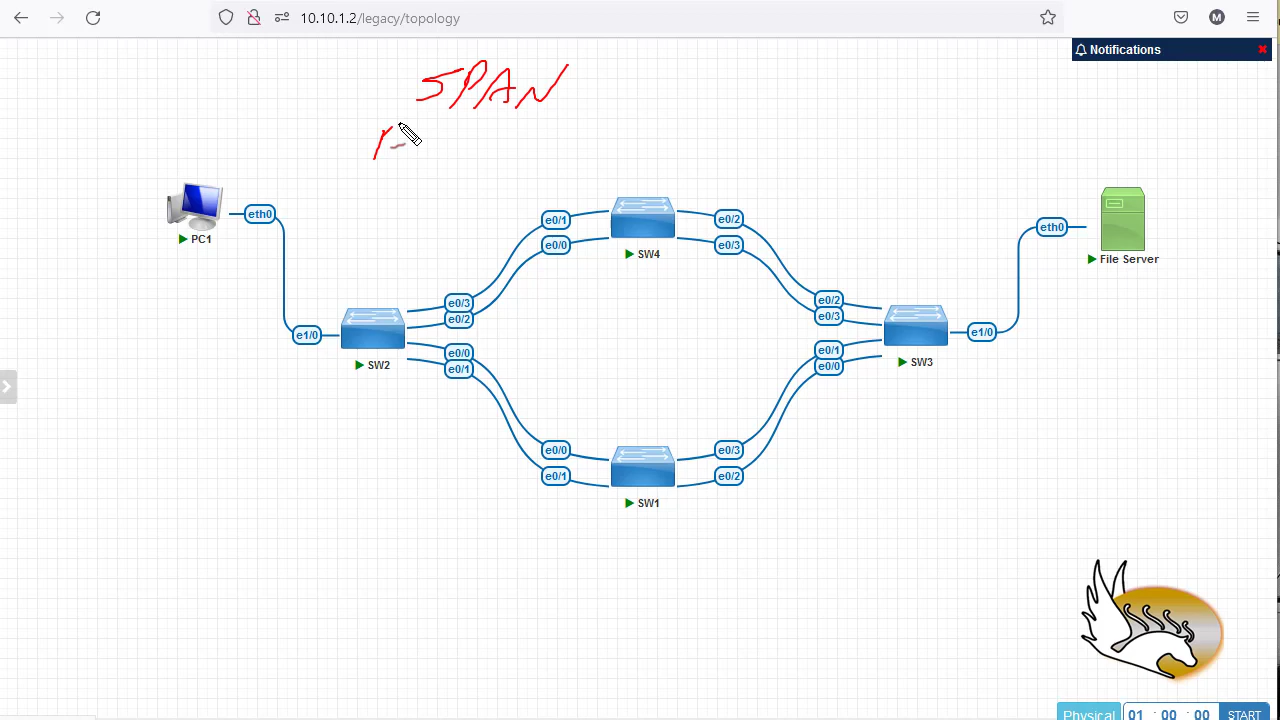 10.10.1.2/legacy/topology
M
Notifications
SPAN
eth0
PC1
e0/1
e0/0
SW4
e0/2
e0/3
eth0
File Server
e0/3
e0/2
e0/2
e0/3
e1/0
SW2
e1/0
SW3
e0/0
e0/1
e0/1
e0/0
e0/0
e0/1
SW1
e0/3
e0/2
Physical
01 : 00 : 00 START